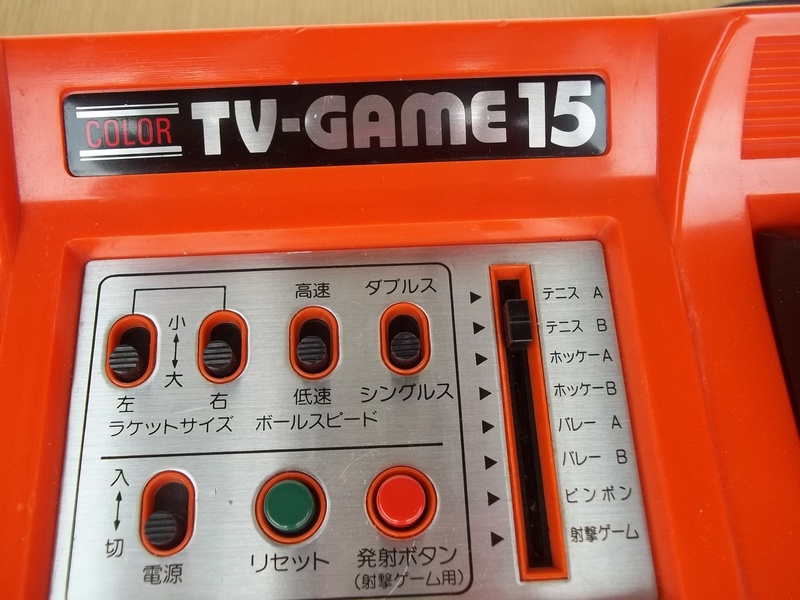 COLOR TV-GAME 15
高速
ダブルス
小
大
左
右
低速
シングルス
ラケットサイズ
ボールスピード
入
切
電源
リセット
発射ボタン
(射撃ゲーム用)
テニス A
テニス B
ホッケーA
ホッケーB
バレー A
バレー B
ピンポン
射撃ゲーム